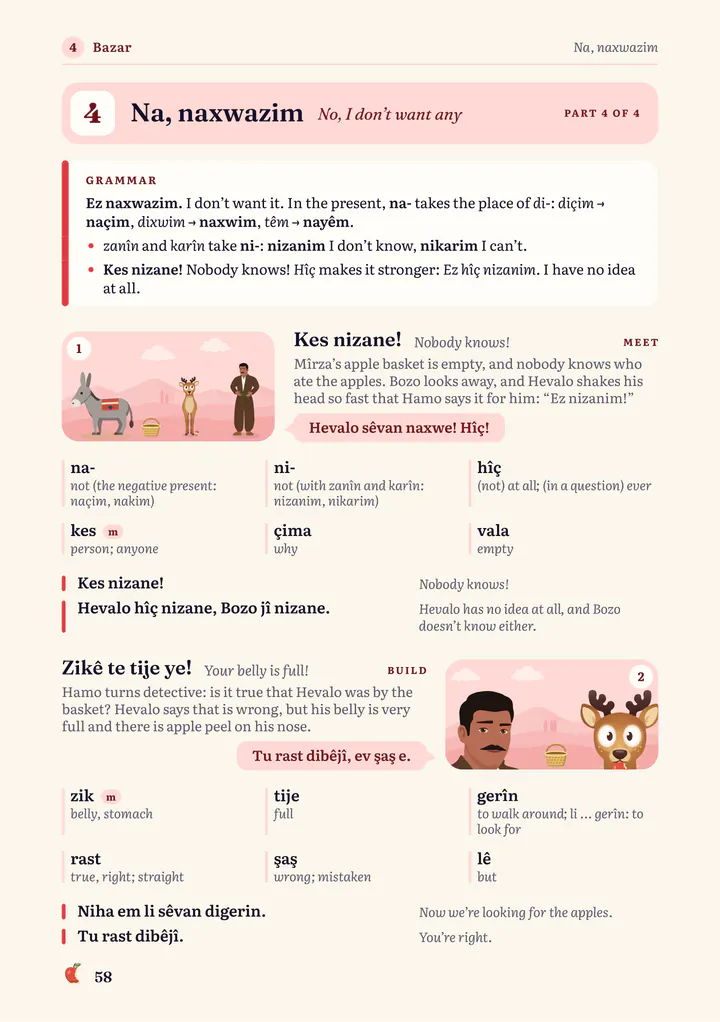 4 Bazar
Na, naxwazim
4 Na, naxwazim No, I don’t want any PART 4 OF 4
GRAMMAR
Ez naxwazim. I don’t want it. In the present, na- takes the place of di-: diçim →
naçim, dixwim → naxwim, têm → nayêm.
• zanîn and karîn take ni-: nizanim I don’t know, nikarim I can’t.
• Kes nizane! Nobody knows! Hîç makes it stronger: Ez hîç nizanim. I have no idea
at all.
1
Kes nizane! Nobody knows! MEET
Mîrza’s apple basket is empty, and nobody knows who
ate the apples. Bozo looks away, and Hevalo shakes his
head so fast that Hamo says it for him: “Ez nizanim!”
Hevalo sêvan naxwe! Hîç!
na-
not (the negative present:
naçim, nakim)
ni-
not (with zanîn and karîn:
nizanim, nikarim)
hîç
(not) at all; (in a question) ever
kes m
person; anyone
çima
why
vala
empty
Kes nizane!
Nobody knows!
Hevalo hîç nizane, Bozo jî nizane.
Hevalo has no idea at all, and Bozo
doesn’t know either.
Zikê te tije ye! Your belly is full! BUILD
Hamo turns detective: is it true that Hevalo was by the
basket? Hevalo says that is wrong, but his belly is very
full and there is apple peel on his nose.
Tu rast dibêjî, ev şaş e.
2
zik m
belly, stomach
tije
full
gerîn
to walk around; li … gerîn: to
look for
rast
true, right; straight
şaş
wrong; mistaken
lê
but
Niha em li sêvan digerin.
Now we’re looking for the apples.
Tu rast dibêjî.
You’re right.
58